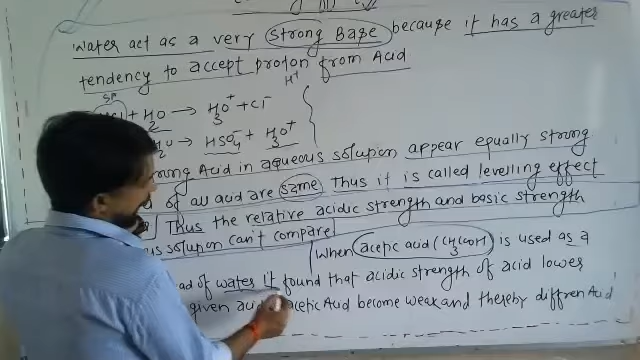 water act as a very strong Base because it has a greater
tendency to accept proton from Acid
H+
+ H2O → H3O+ + Cl-
H2O → HSO4- + H3O+
Acid in aqueous solution appear equally strong
of all acid are same Thus it is called levelling effect
Thus the relative acidic strength and basic strength
solution can't compare
When acetic acid (CH3COOH) is used as a
of water it found that acidic strength of acid lower
given acid acetic Acid become weak and thereby diffren Acid